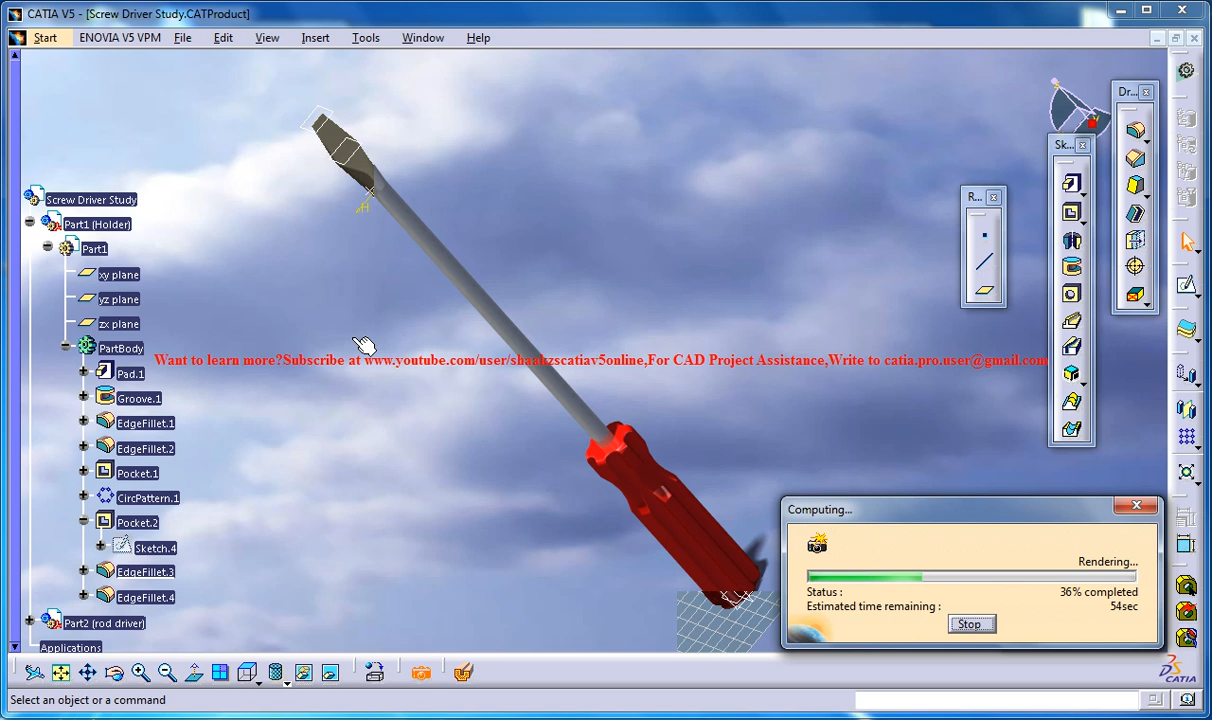 CATIA V5 - [Screw Driver Study.CATProduct]
Start ENOVIA V5 VPM File Edit View Insert Tools Window Help
Dr...
Sk...
R...
H
Screw Driver Study
Part1 (Holder)
Part1
xy plane
yz plane
zx plane
PartBody
Want to learn more?Subscribe at www.youtube.com/user/shaakzscatiav5online,For CAD Project Assistance,Write to catia.pro.user@gmail.com
Pad.1
Groove.1
EdgeFillet.1
EdgeFillet.2
Pocket.1
CircPattern.1
Pocket.2
Sketch.4
EdgeFillet.3
EdgeFillet.4
Part2 (rod driver)
Applications
Computing...
Rendering...
Status : 36% completed
Estimated time remaining : 54sec
Stop
CATIA
Select an object or a command